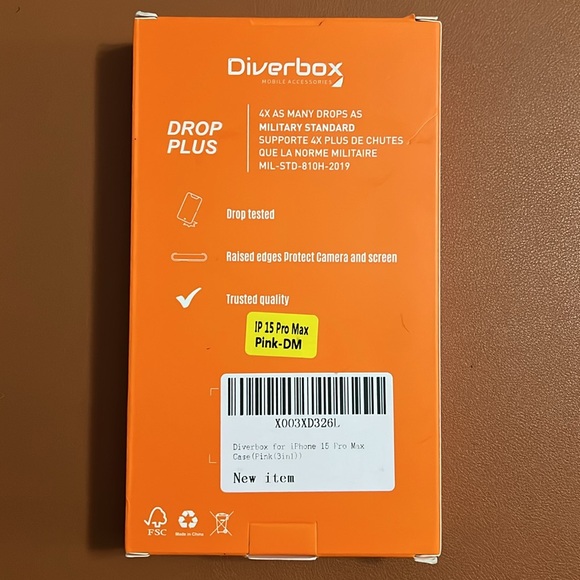 Diverbox
MOBILE ACCESSORIES
DROP
PLUS
4X AS MANY DROPS AS
MILITARY STANDARD
SUPPORTE 4X PLUS DE CHUTES
QUE LA NORME MILITAIRE
MIL-STD-810H-2019
Drop tested
Raised edges Protect Camera and screen
Trusted quality
IP 15 Pro Max
Pink-DM
X003XD326L
Diverbox for iPhone 15 Pro Max
Case(Pink(3in1))
New item
FSC
Made in China